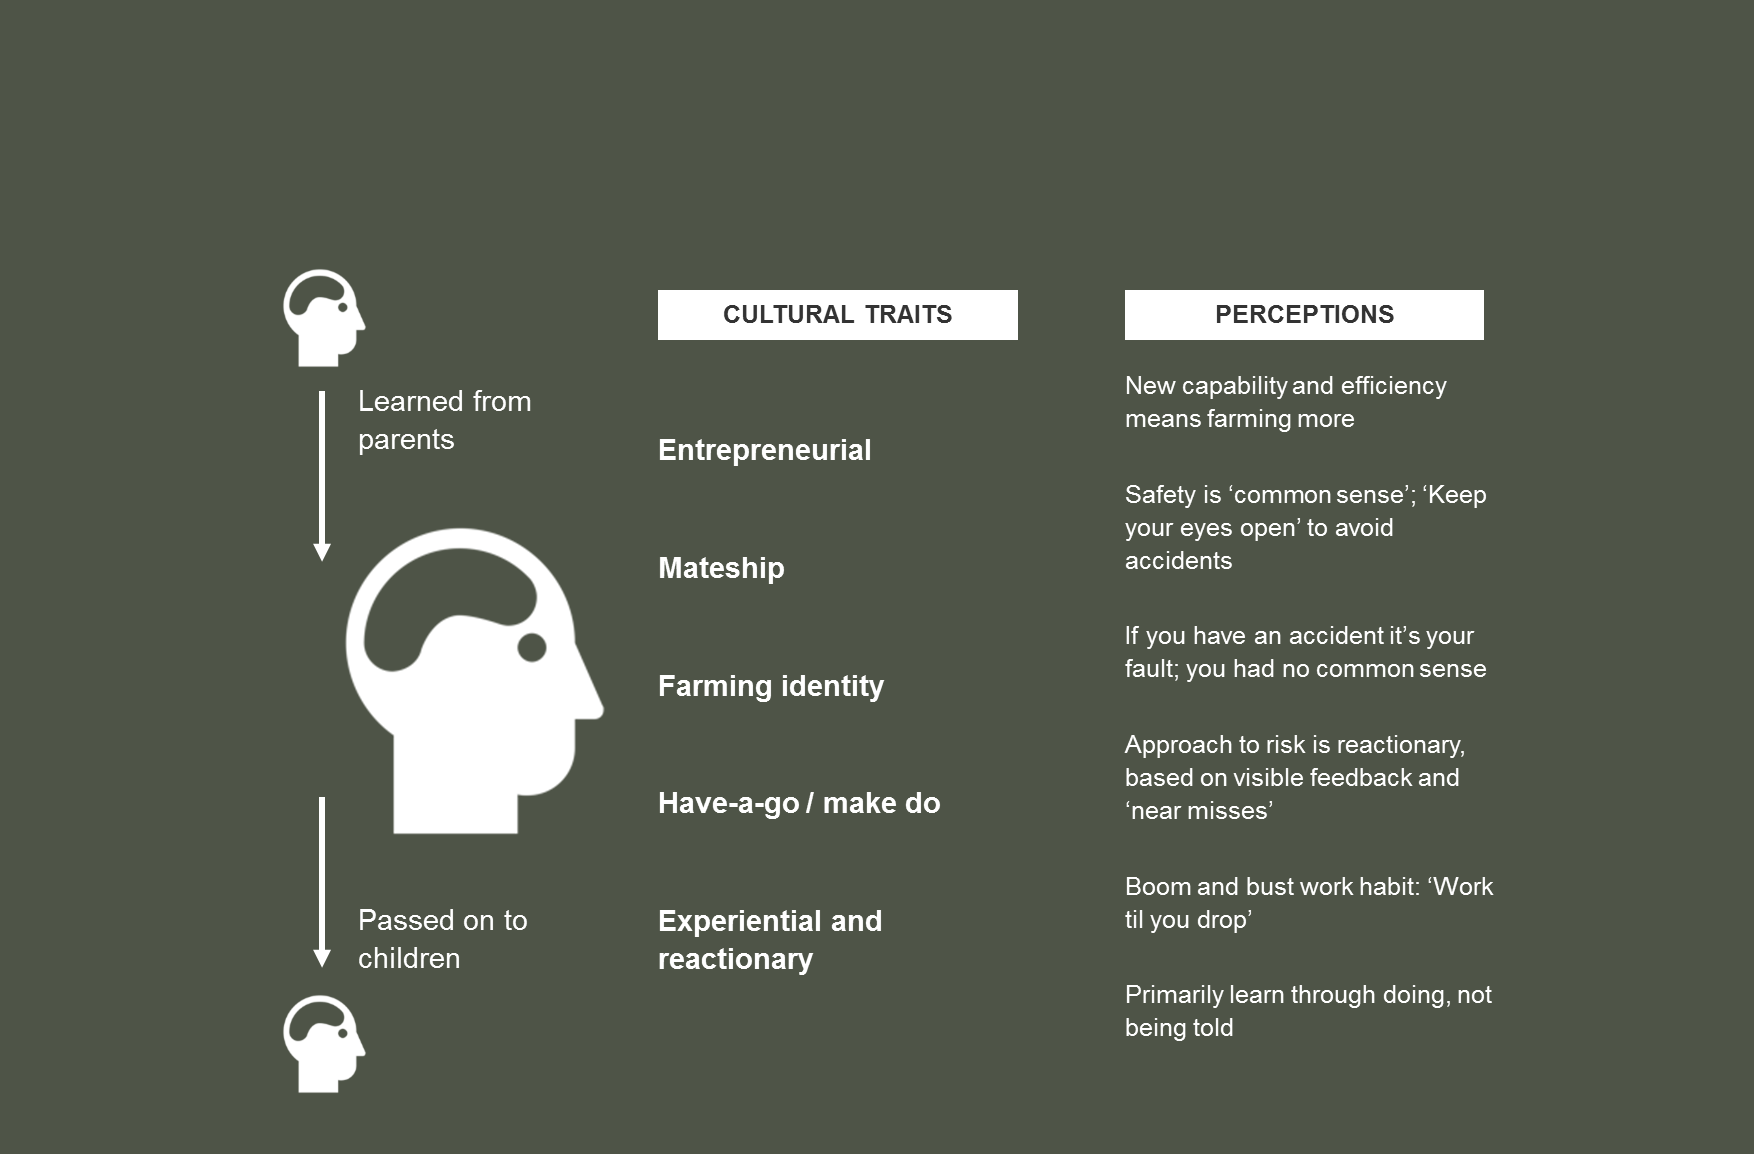 Learned from
parents
Passed on to
children
CULTURAL TRAITS
Entrepreneurial
Mateship
Farming identity
Have-a-go / make do
Experiential and
reactionary
PERCEPTIONS
New capability and efficiency
means farming more
Safety is ‘common sense’; ‘Keep
your eyes open’ to avoid
accidents
If you have an accident it’s your
fault; you had no common sense
Approach to risk is reactionary,
based on visible feedback and
‘near misses’
Boom and bust work habit: ‘Work
til you drop’
Primarily learn through doing, not
being told